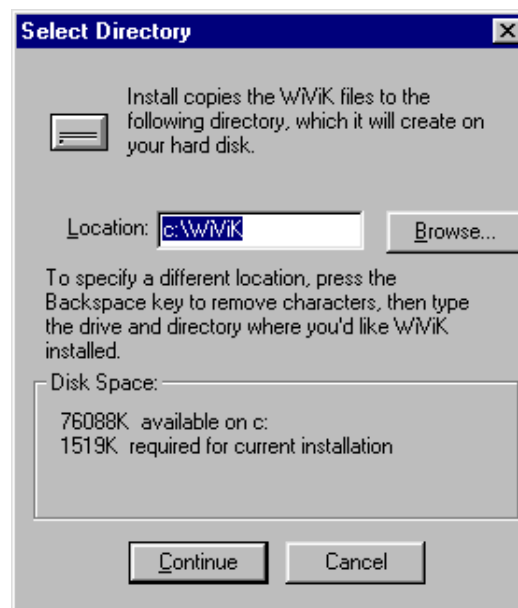 Select Directory
Install copies the WiViK files to the
following directory, which it will create on
your hard disk.
Location: c:\WiViK Browse...
To specify a different location, press the
Backspace key to remove characters, then type
the drive and directory where you'd like WiViK
installed.
Disk Space:
76088K available on c:
1519K required for current installation
Continue Cancel